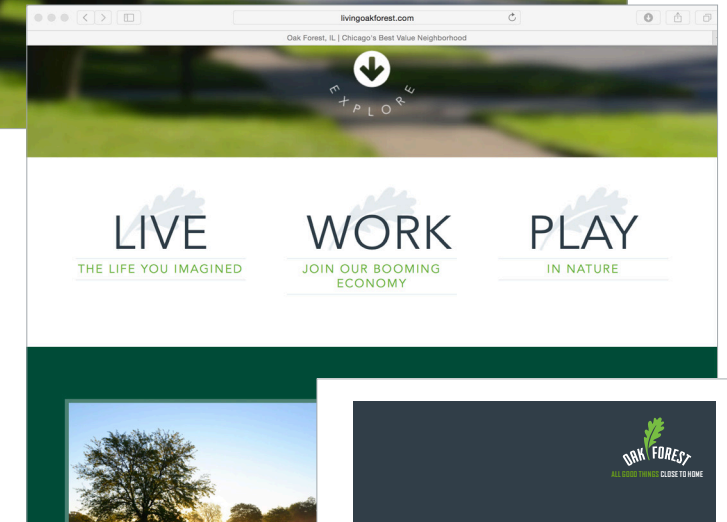 livingoakforest.com
Oak Forest, IL | Chicago's Best Value Neighborhood
EXPLORE
LIVE
THE LIFE YOU IMAGINED
WORK
JOIN OUR BOOMING
ECONOMY
PLAY
IN NATURE
OAK FOREST
ALL GOOD THINGS CLOSE TO HOME